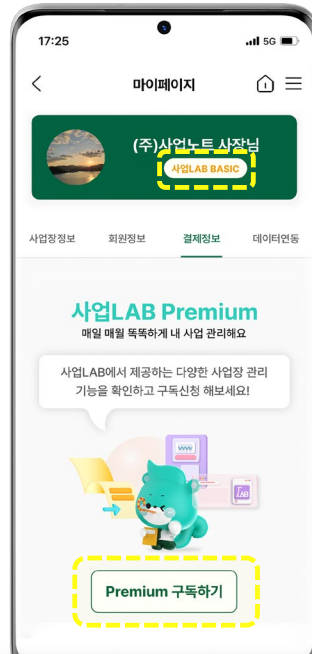 17:25
5G
마이페이지
(주)사업노트 사장님
사업LAB BASIC
사업장정보 회원정보 결제정보 데이터연동
사업LAB Premium
매일 매월 똑똑하게 내 사업 관리해요
사업LAB에서 제공하는 다양한 사업장 관리
기능을 확인하고 구독신청 해보세요!
LAB
Premium 구독하기